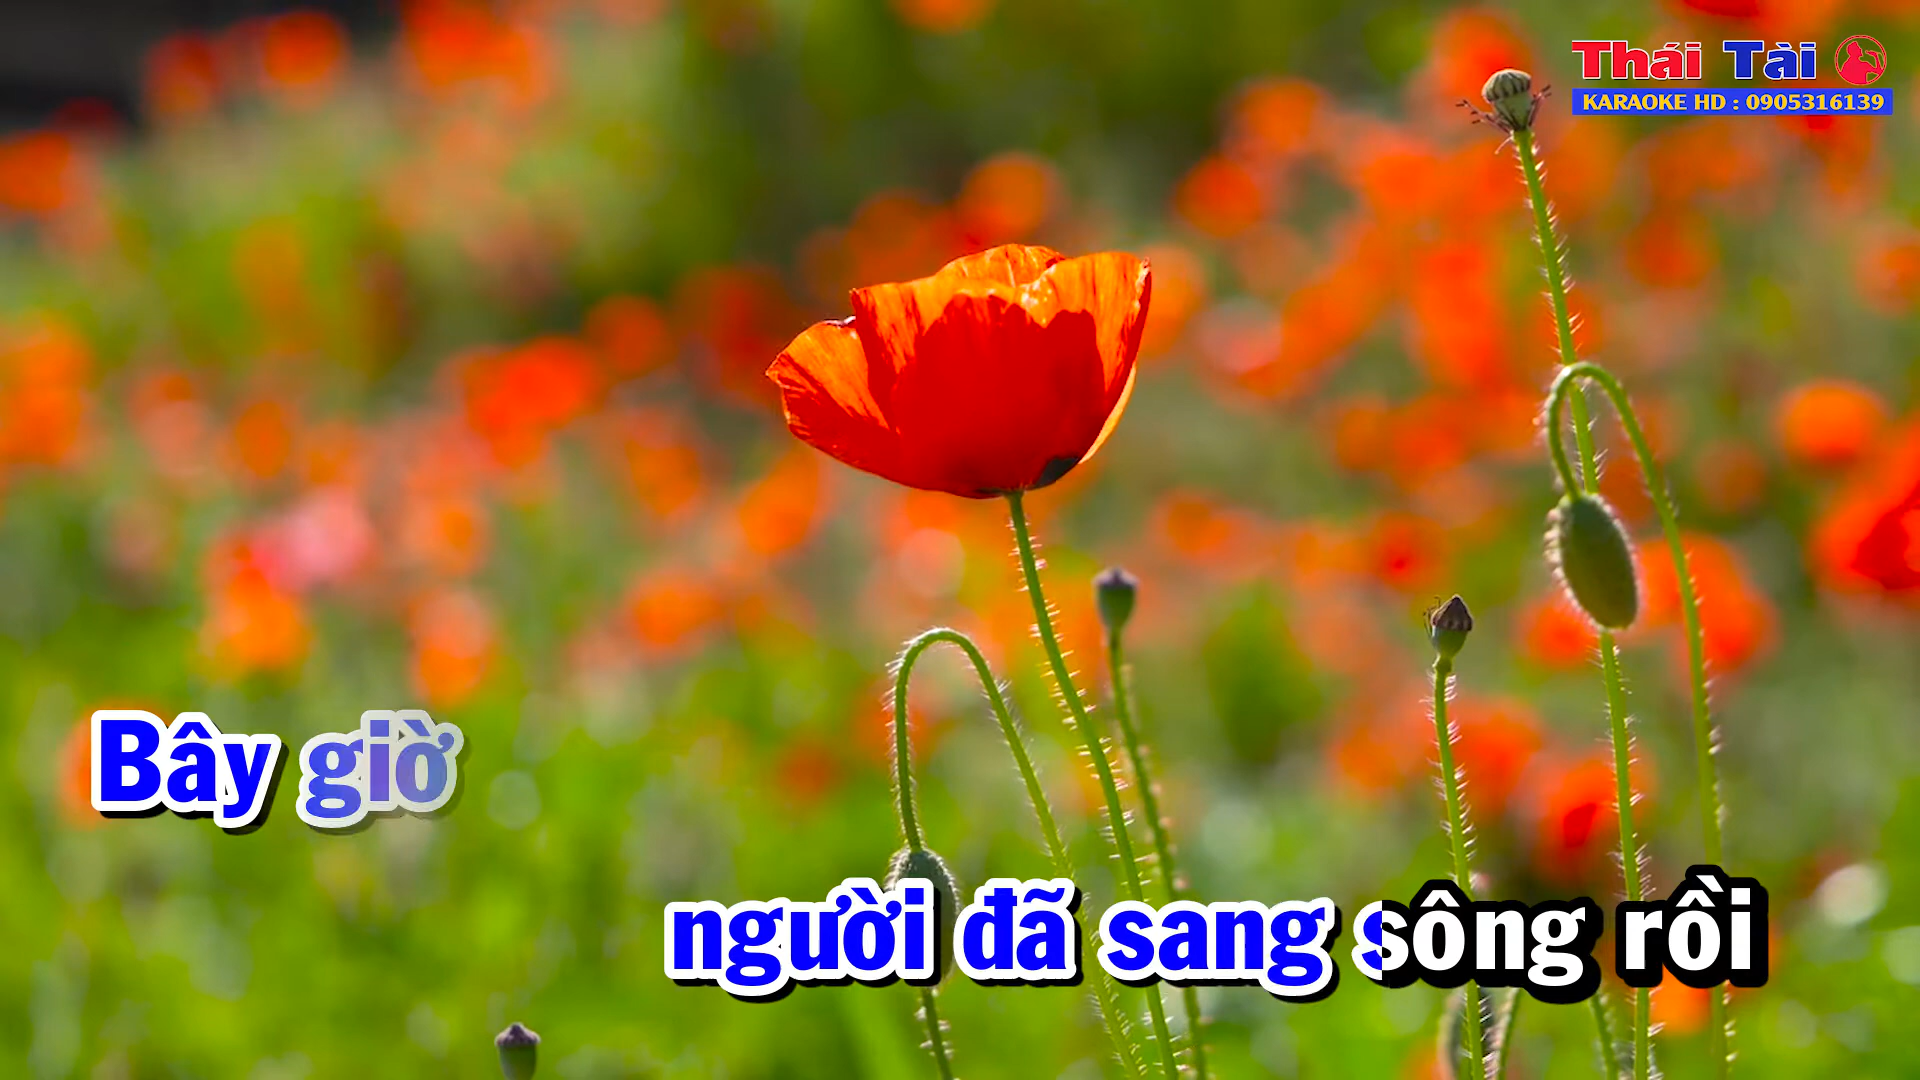 Thái Tài
KARAOKE HD : 0905316139
Bây giờ
người đã sang sông rồi